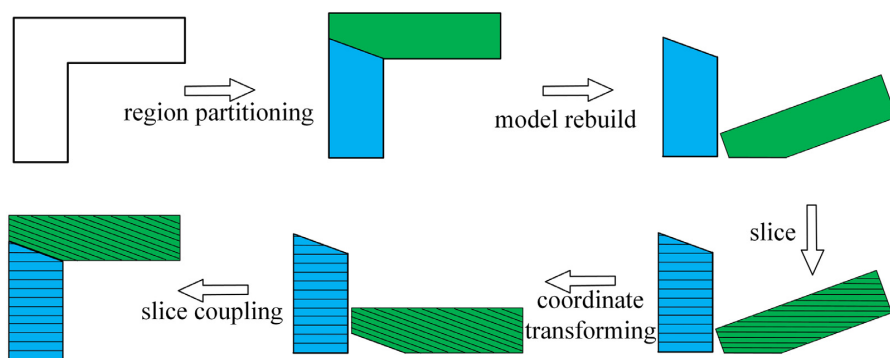 region partitioning
model rebuild
slice
coordinate
transforming
slice coupling